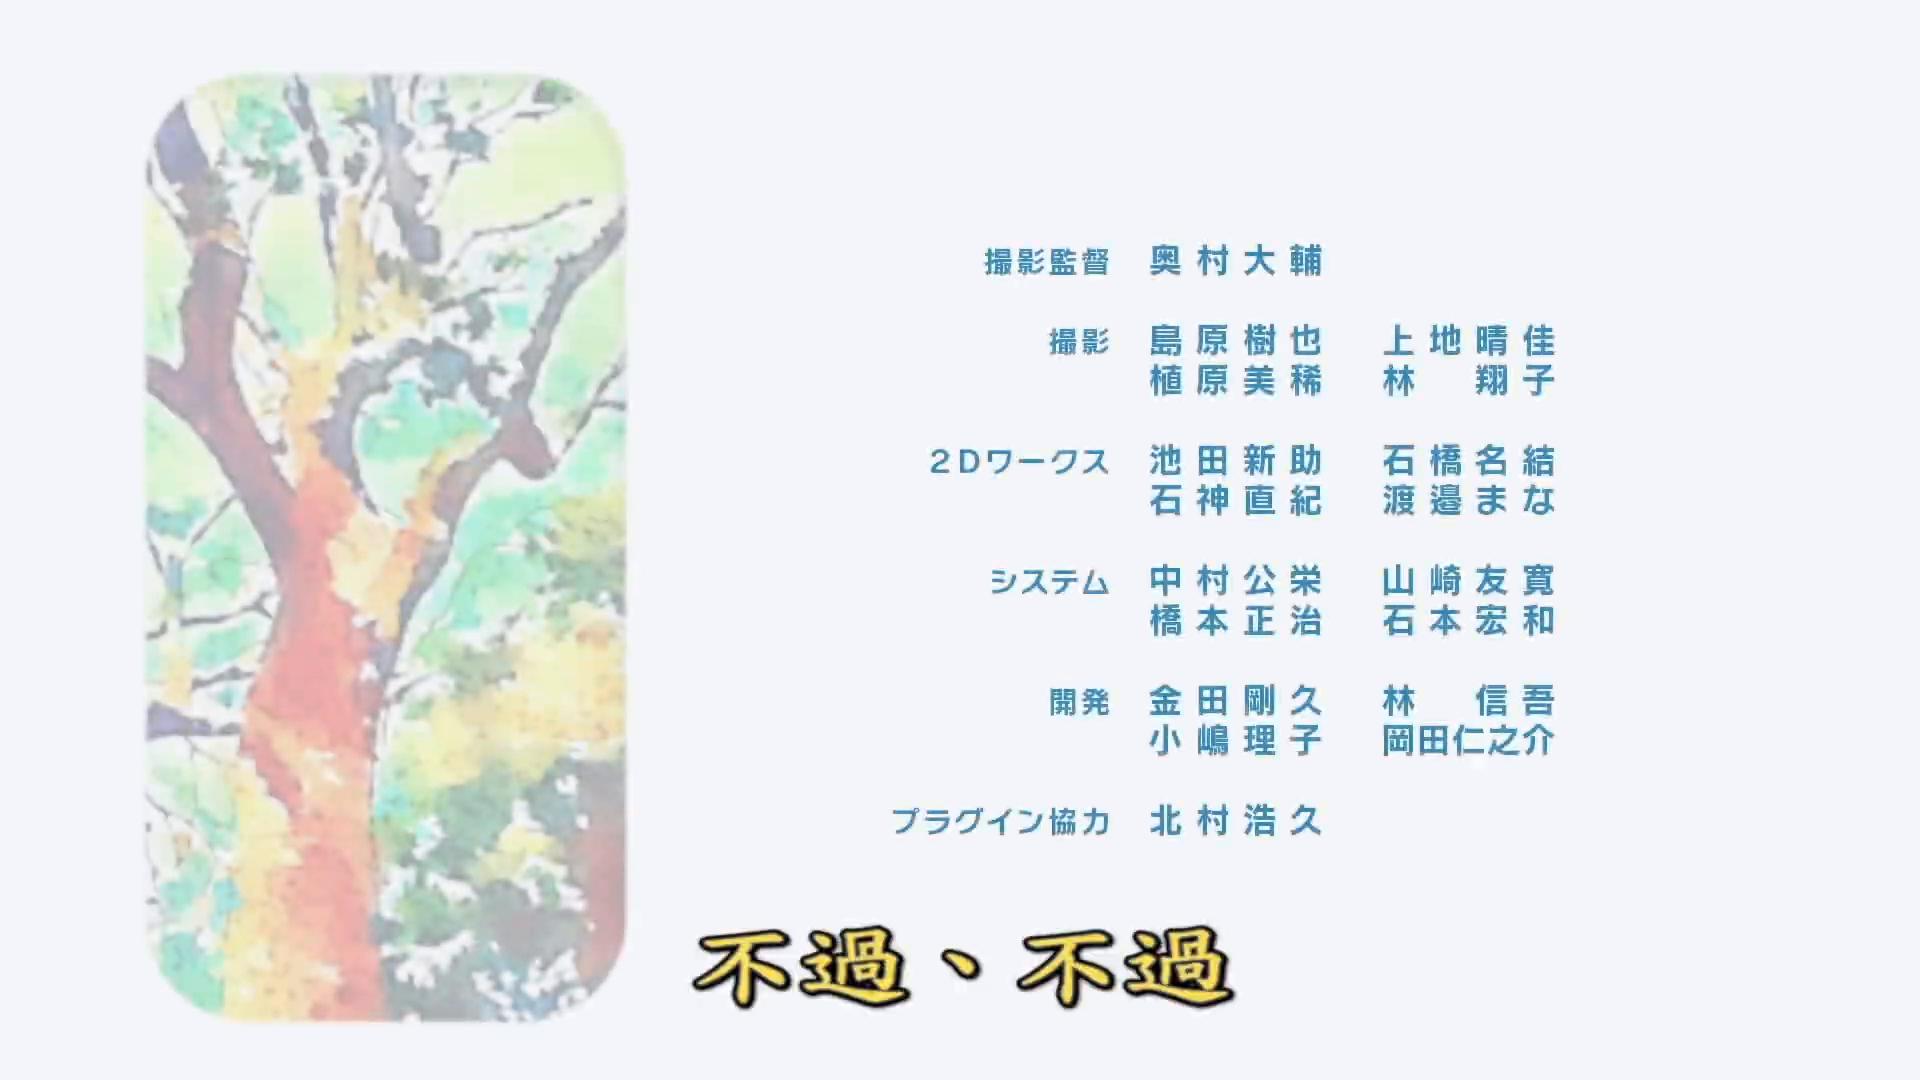 撮影監督 奥村大輔
撮影 島原樹也 上地晴佳
植原美稀 林 翔子
2Dワークス 池田新助 石橋名結
石神直紀 渡邉まな
システム 中村公栄 山崎友寛
橋本正治 石本宏和
開発 金田剛久 林 信吾
小嶋理子 岡田仁之介
プラグイン協力 北村浩久
不過、不過